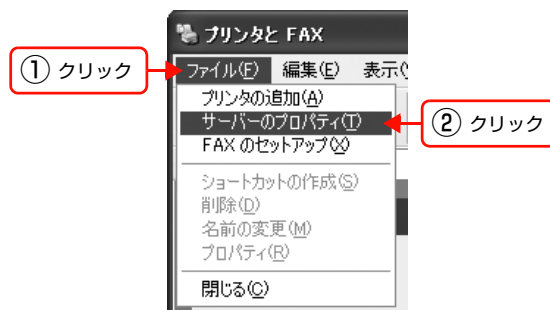 プリンタと FAX
① クリック
ファイル(F) 編集(E) 表示(
プリンタの追加(A)
サーバーのプロパティ(T)
② クリック
FAX のセットアップ(X)
ショートカットの作成(S)
削除(D)
名前の変更(M)
プロパティ(R)
閉じる(C)